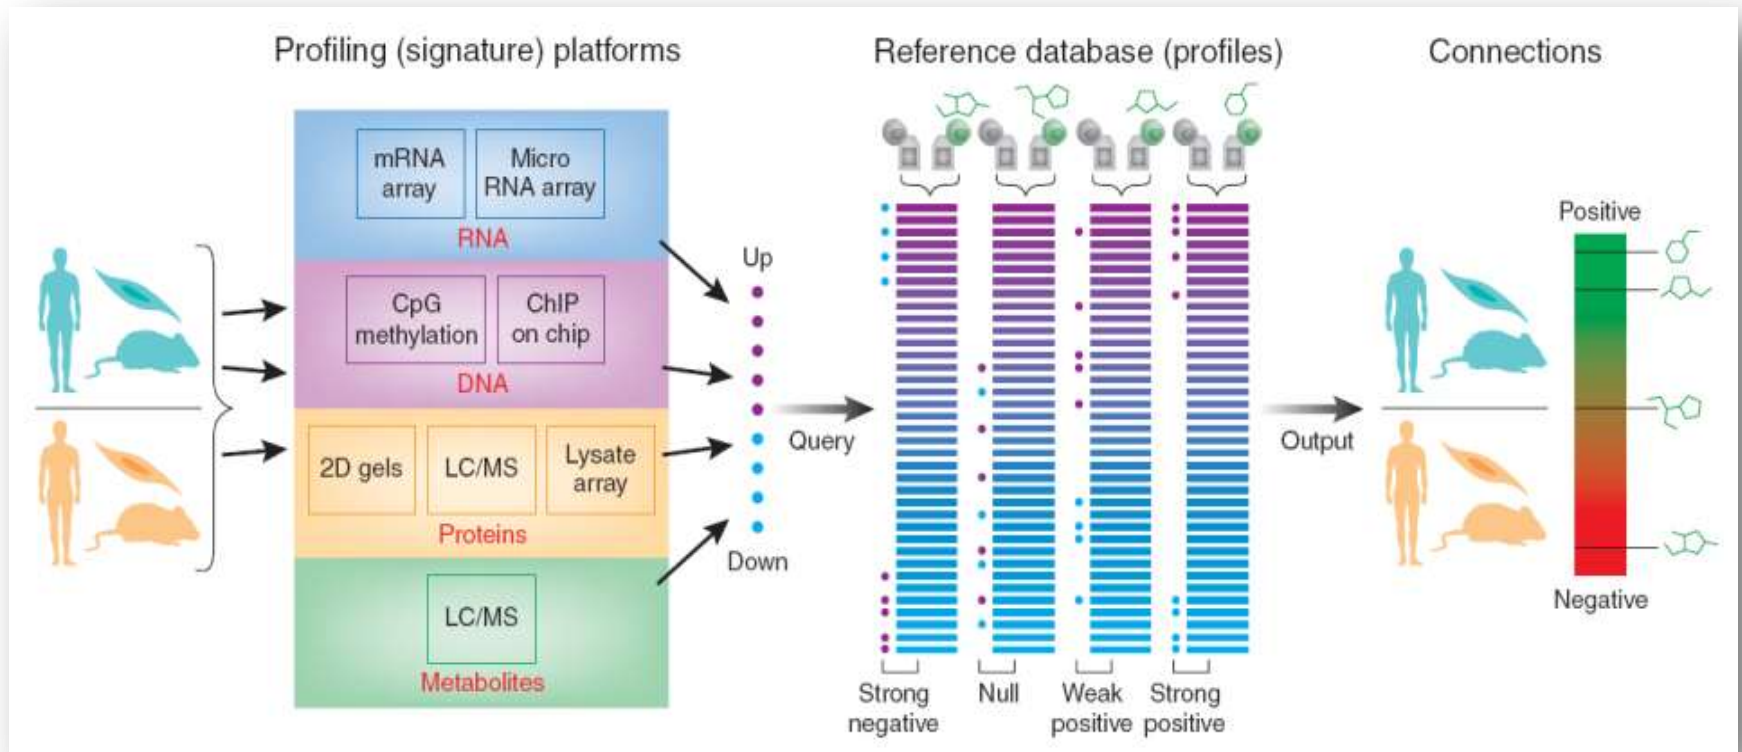 Profiling (signature) platforms
Reference database (profiles)
Connections
mRNA
array
Micro
RNA array
RNA
CpG
methylation
ChIP
on chip
DNA
2D gels
LC/MS
Lysate
array
Proteins
LC/MS
Metabolites
Up
Down
Query
Strong
negative
Null
Weak
positive
Strong
positive
Output
Positive
Negative